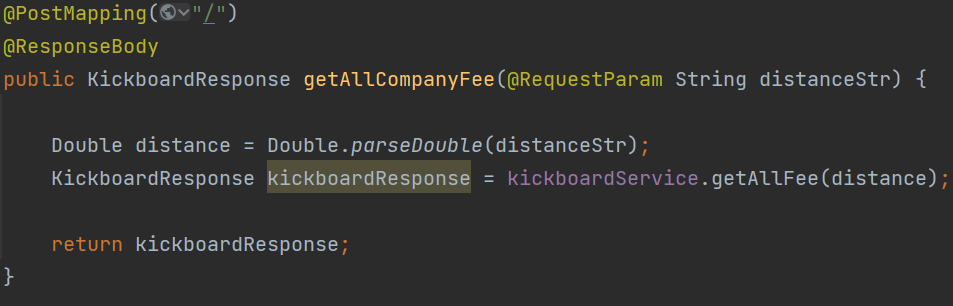 @PostMapping("/")
@ResponseBody
public KickboardResponse getAllCompanyFee(@RequestParam String distanceStr) {
Double distance = Double.parseDouble(distanceStr);
KickboardResponse kickboardResponse = kickboardService.getAllFee(distance);
return kickboardResponse;
}